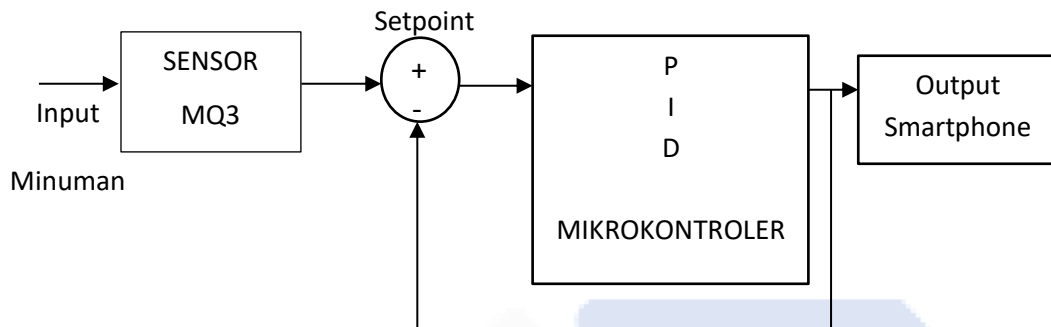 Setpoint
SENSOR
MQ3
+
-
P
I
D
MIKROKONTROLER
Output
Smartphone
Input
Minuman